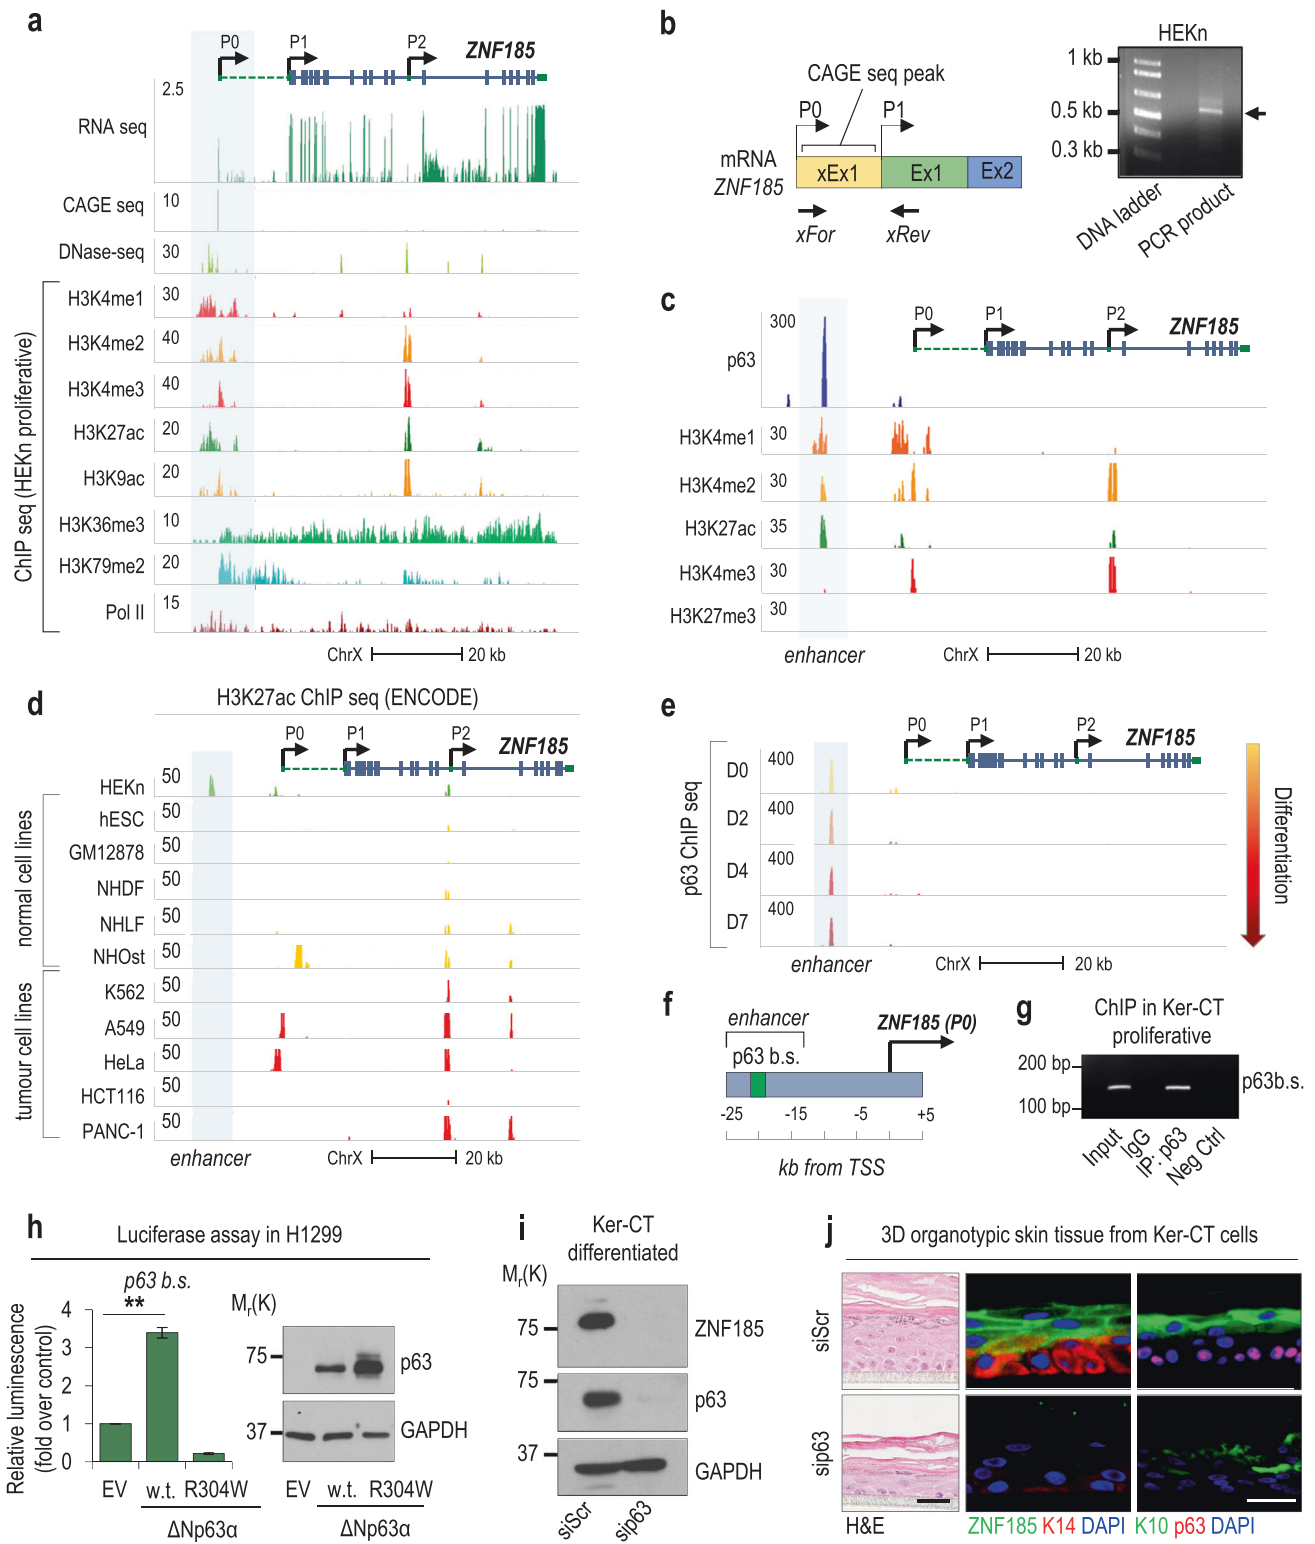 a
P0 P1 P2 ZNF185
RNA seq 2.5
CAGE seq 10
DNase-seq 30
ChIP seq (HEKn proliferative)
H3K4me1 30
H3K4me2 40
H3K4me3 40
H3K27ac 20
H3K9ac 20
H3K36me3 10
H3K79me2 20
Pol II 15
ChrX 20 kb
b
CAGE seq peak
P0 P1
mRNA
ZNF185
xEx1 Ex1 Ex2
xFor xRev
HEKn
1 kb
0.5 kb
0.3 kb
DNA ladder
PCR product
c
P0 P1 P2 ZNF185
p63 300
H3K4me1 30
H3K4me2 30
H3K27ac 35
H3K4me3 30
H3K27me3 30
enhancer
ChrX 20 kb
d
H3K27ac ChIP seq (ENCODE)
P0 P1 P2 ZNF185
HEKn 50
normal cell lines
hESC 50
GM12878 50
NHDF 50
NHLF 50
NHOst 50
tumour cell lines
K562 50
A549 50
HeLa 50
HCT116 50
PANC-1 50
enhancer
ChrX 20 kb
e
P0 P1 P2 ZNF185
p63 ChIP seq
D0 400
D2 400
D4 400
D7 400
Differentiation
enhancer
ChrX 20 kb
f
enhancer
p63 b.s.
ZNF185 (P0)
-25 -15 -5 +5
kb from TSS
g
ChIP in Ker-CT
proliferative
200 bp
100 bp
p63b.s.
Input
IgG
IP: p63
Neg Ctrl
h
Luciferase assay in H1299
p63 b.s.
**
Relative luminescence
(fold over control)
4
3
2
1
0
EV w.t. R304W
ΔNp63α
Mr(K)
75
p63
37
GAPDH
EV w.t. R304W
ΔNp63α
i
Ker-CT
differentiated
Mr(K)
75
ZNF185
75
p63
37
GAPDH
siScr
sip63
j
3D organotypic skin tissue from Ker-CT cells
siScr
sip63
H&E
ZNF185 K14 DAPI
K10 p63 DAPI